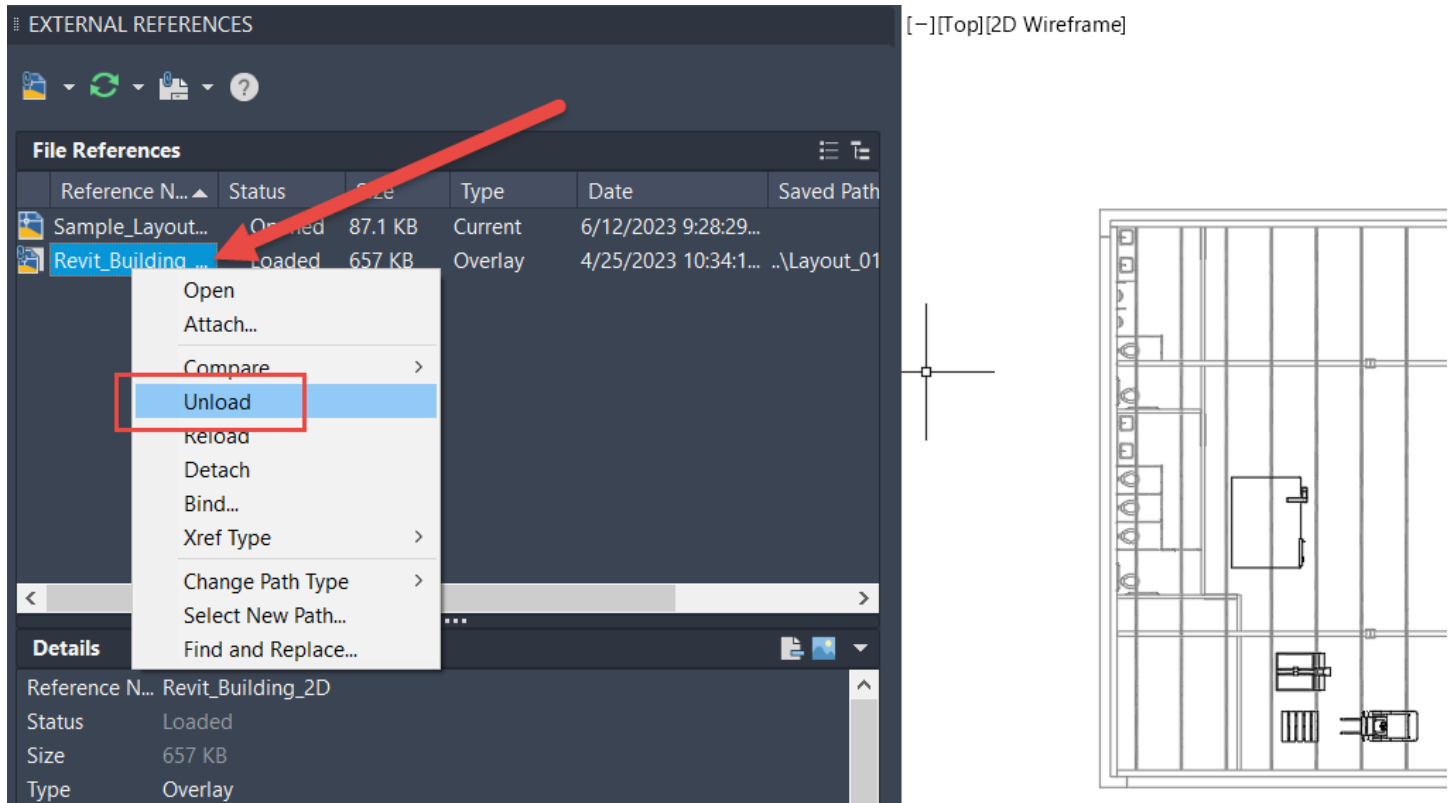 EXTERNAL REFERENCES
[−][Top][2D Wireframe]
File References
Reference N... Status Size Type Date Saved Path
Sample_Layout... Opened 87.1 KB Current 6/12/2023 9:28:29...
Revit_Building_... Loaded 657 KB Overlay 4/25/2023 10:34:1... ..\Layout_01
Open
Attach...
Compare
Unload
Reload
Detach
Bind...
Xref Type
Change Path Type
Select New Path...
Find and Replace...
Details
Reference N... Revit_Building_2D
Status Loaded
Size 657 KB
Type Overlay